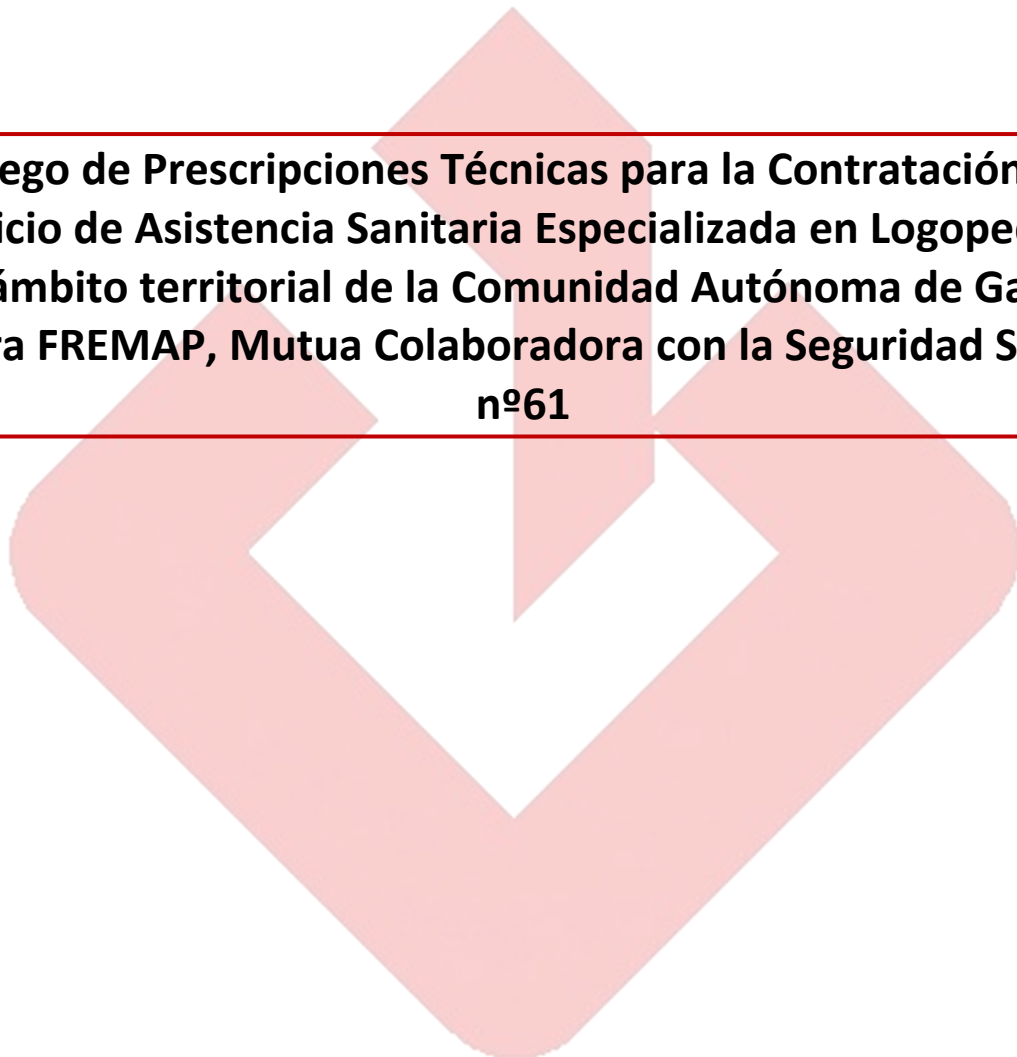 ego de Prescripciones Técnicas para la Contratación
icio de Asistencia Sanitaria Especializada en Logope
ámbito territorial de la Comunidad Autónoma de Ga
ra FREMAP, Mutua Colaboradora con la Seguridad S
nº61